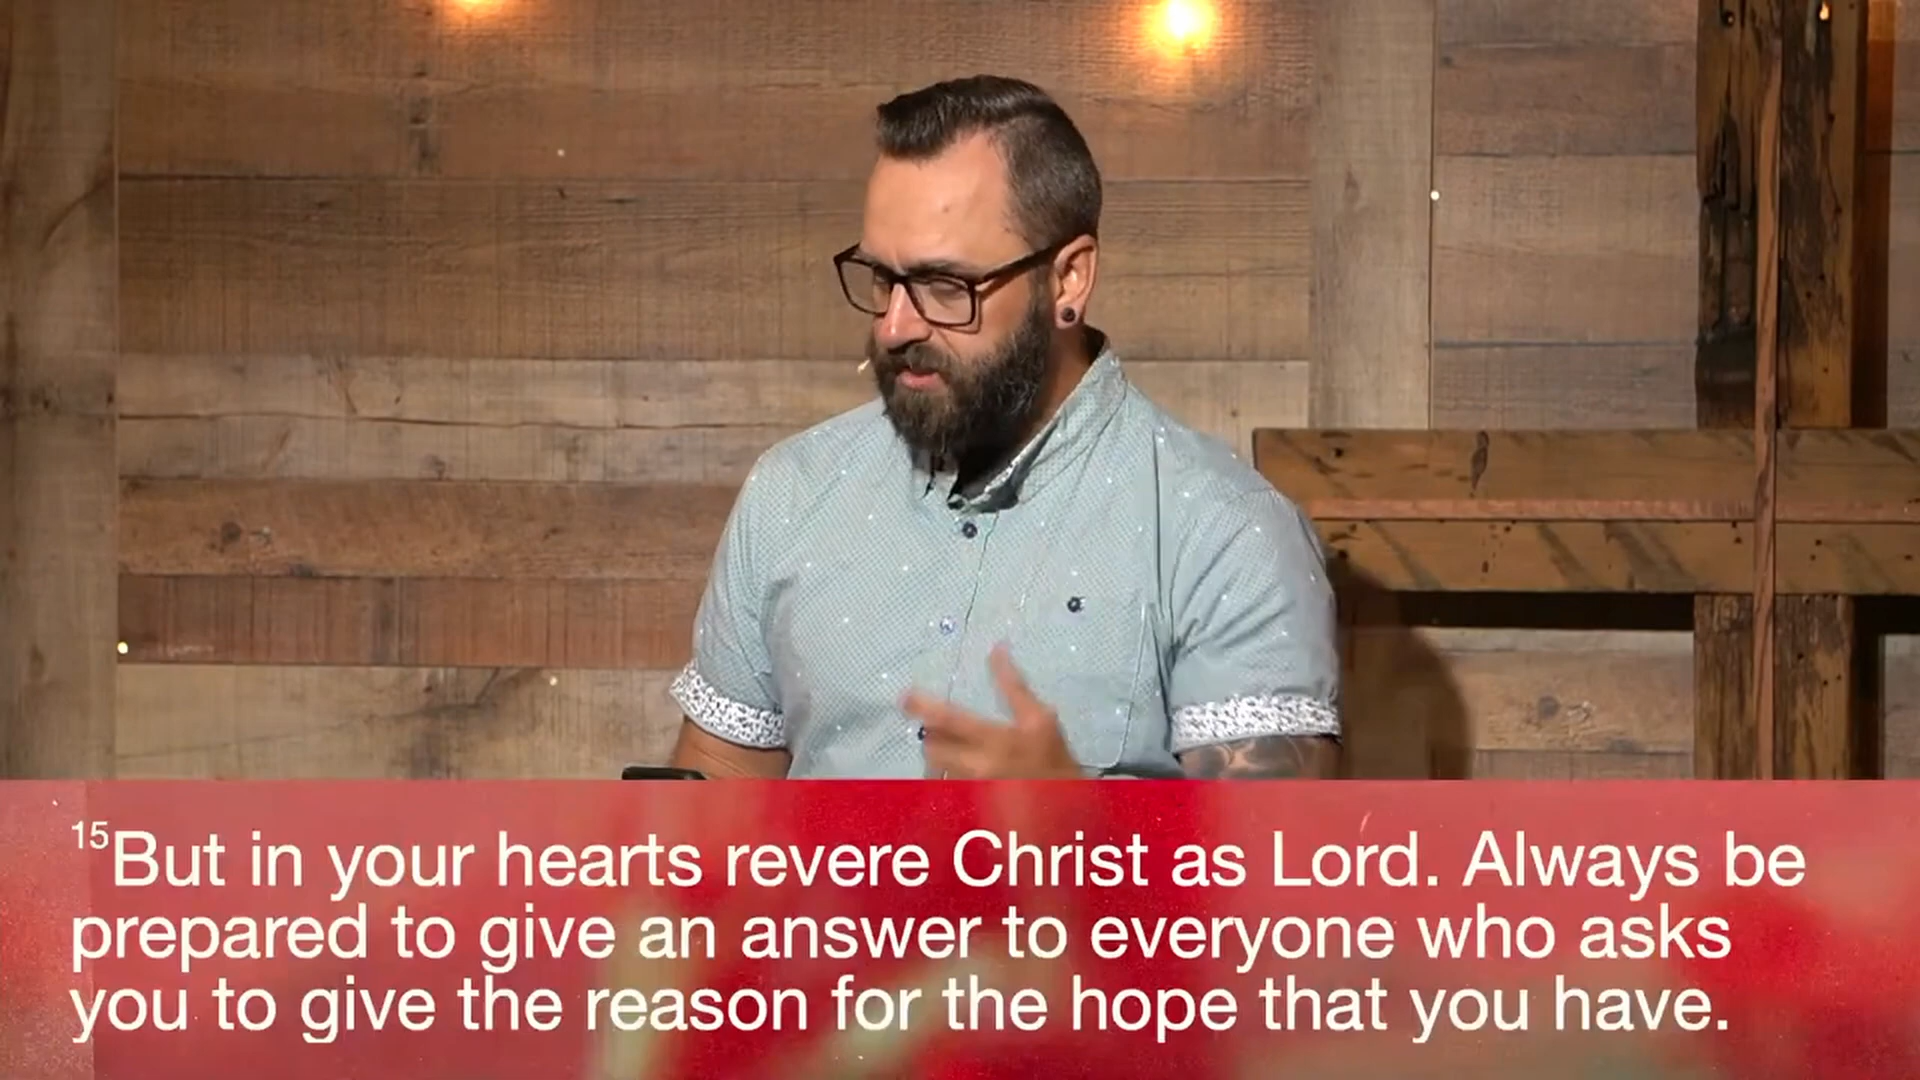 15But in your hearts revere Christ as Lord. Always be
prepared to give an answer to everyone who asks
you to give the reason for the hope that you have.